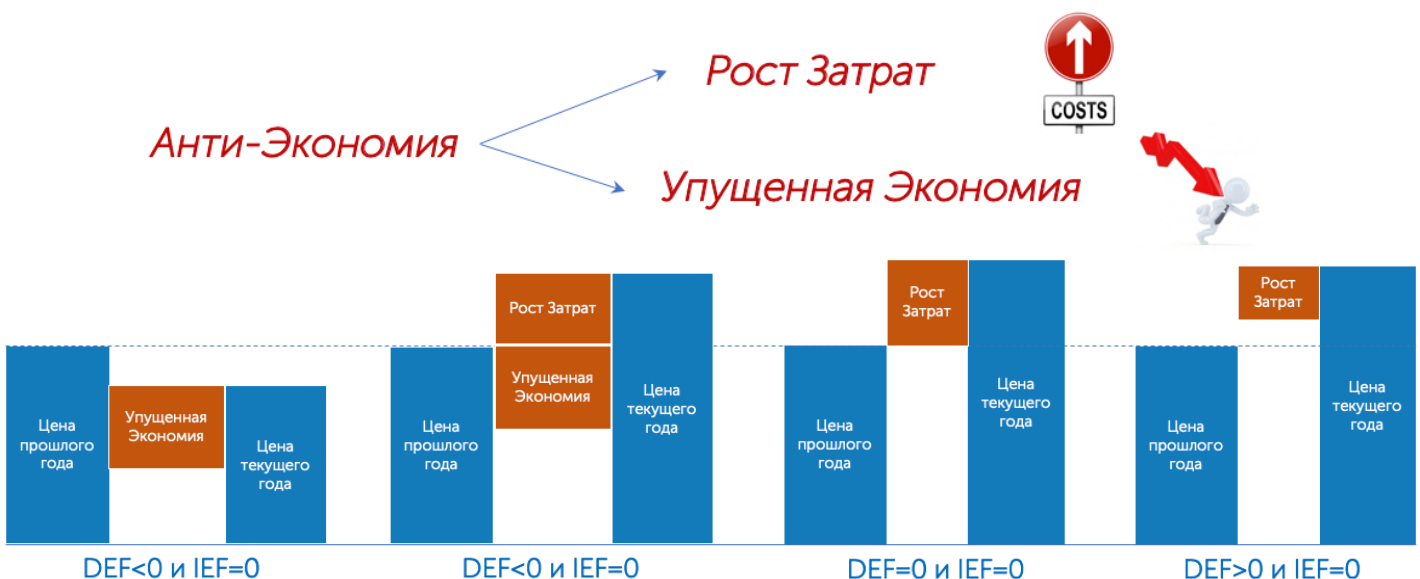 Рост Затрат
COSTS
Анти-Экономия
Упущенная Экономия
Цена
прошлого
года
Упущенная
Экономия
Цена
текущего
года
DEF<0 и IEF=0
Цена
прошлого
года
Рост Затрат
Упущенная
Экономия
Цена
текущего
года
DEF<0 и IEF=0
Цена
прошлого
года
Рост
Затрат
Цена
текущего
года
DEF=0 и IEF=0
Цена
прошлого
года
Рост
Затрат
Цена
текущего
года
DEF>0 и IEF=0